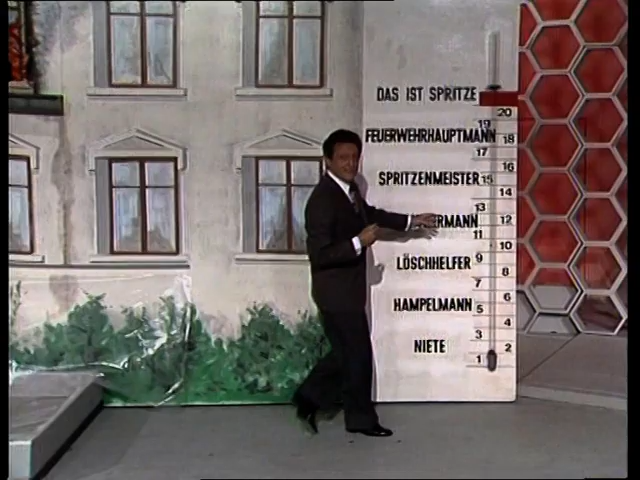 DAS IST SPRITZE
20
19
FEUERWEHRHAUPTMANN 18
17
16
SPRITZENMEISTER 15
14
13
RMANN 12
11
10
LÖSCHHELFER 9
8
7
6
HAMPELMANN 5
4
3
NIETE 2
1